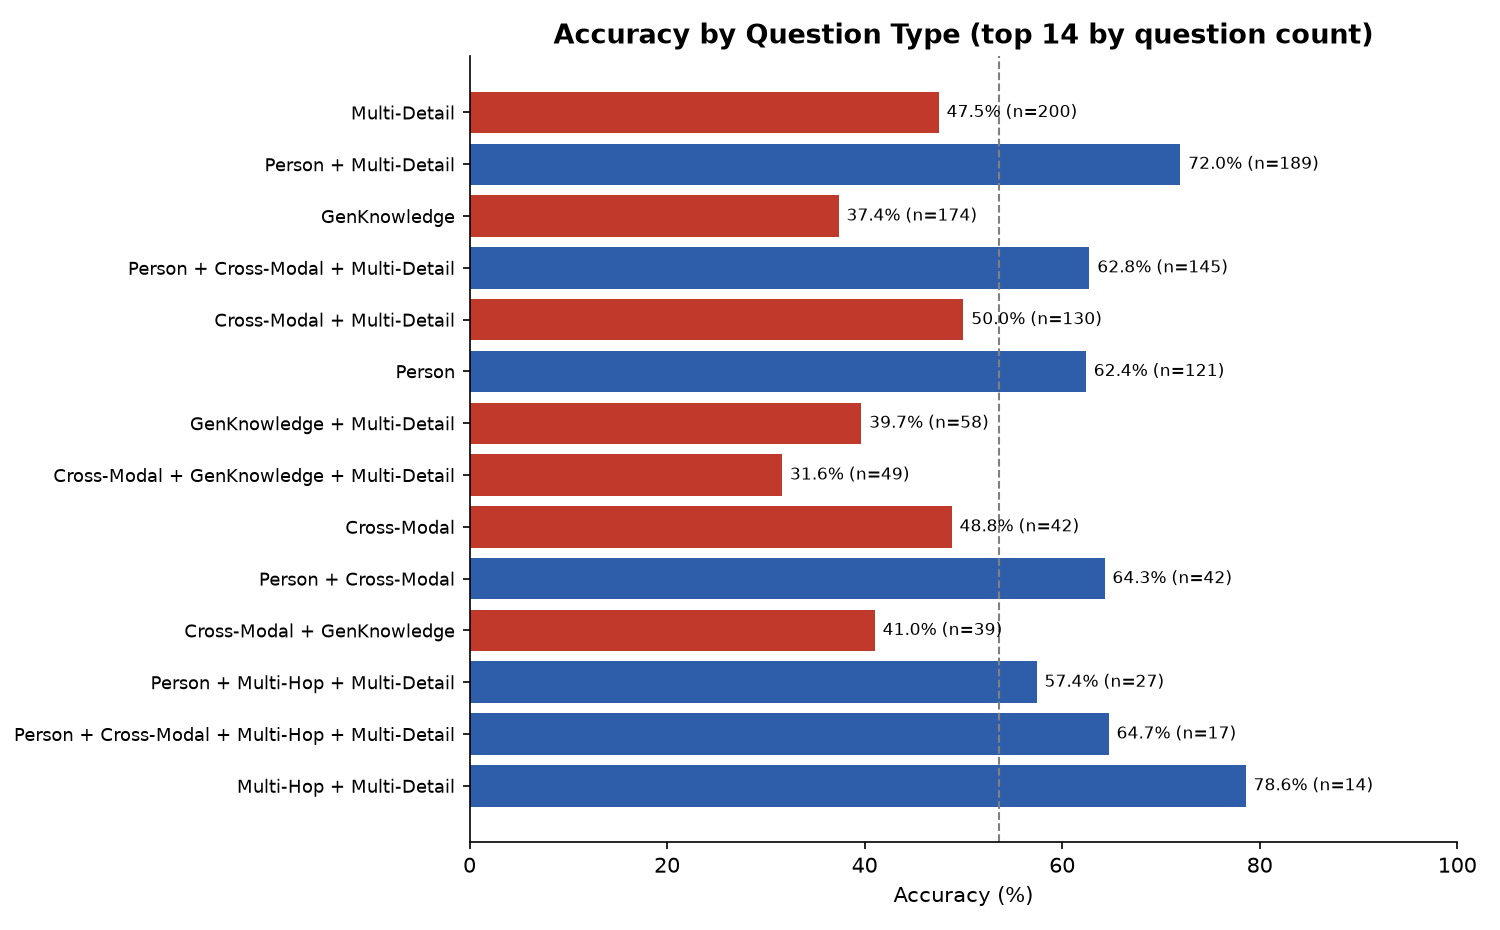 Accuracy by Question Type (top 14 by question count)
Multi-Detail 47.5% (n=200)
Person + Multi-Detail 72.0% (n=189)
GenKnowledge 37.4% (n=174)
Person + Cross-Modal + Multi-Detail 62.8% (n=145)
Cross-Modal + Multi-Detail 50.0% (n=130)
Person 62.4% (n=121)
GenKnowledge + Multi-Detail 39.7% (n=58)
Cross-Modal + GenKnowledge + Multi-Detail 31.6% (n=49)
Cross-Modal 48.8% (n=42)
Person + Cross-Modal 64.3% (n=42)
Cross-Modal + GenKnowledge 41.0% (n=39)
Person + Multi-Hop + Multi-Detail 57.4% (n=27)
Person + Cross-Modal + Multi-Hop + Multi-Detail 64.7% (n=17)
Multi-Hop + Multi-Detail 78.6% (n=14)
0 20 40 60 80 100
Accuracy (%)